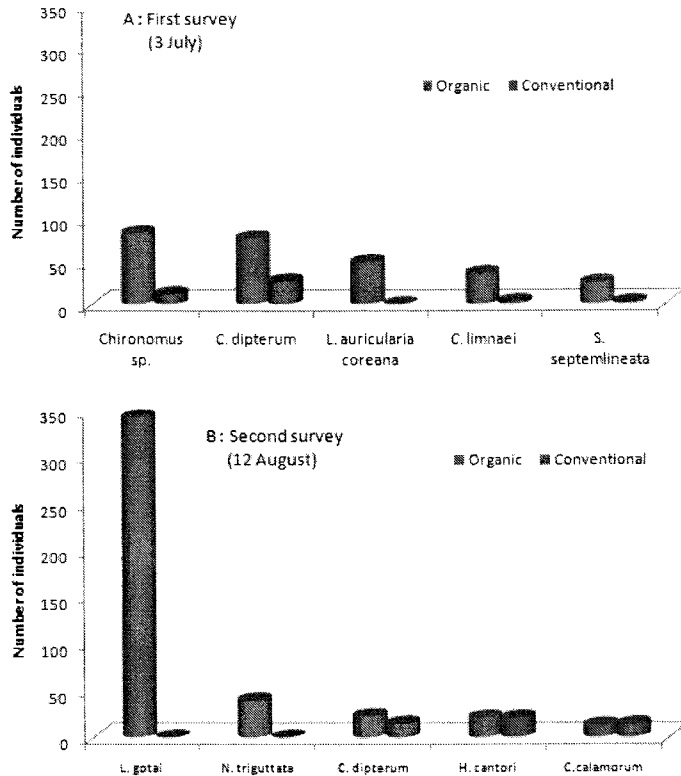 A : First survey
(3 July)
350
300
250
200
150
100
50
0
Number of individuals
Organic Conventional
Chironomus sp.
C. dipterum
L. auricularia coreana
C. limnaei
S. septemlineata
B : Second survey
(12 August)
350
300
250
200
150
100
50
0
Number of individuals
Organic Conventional
L. gotai
N. triguttata
C. dipterum
H. cantori
C.calamorum